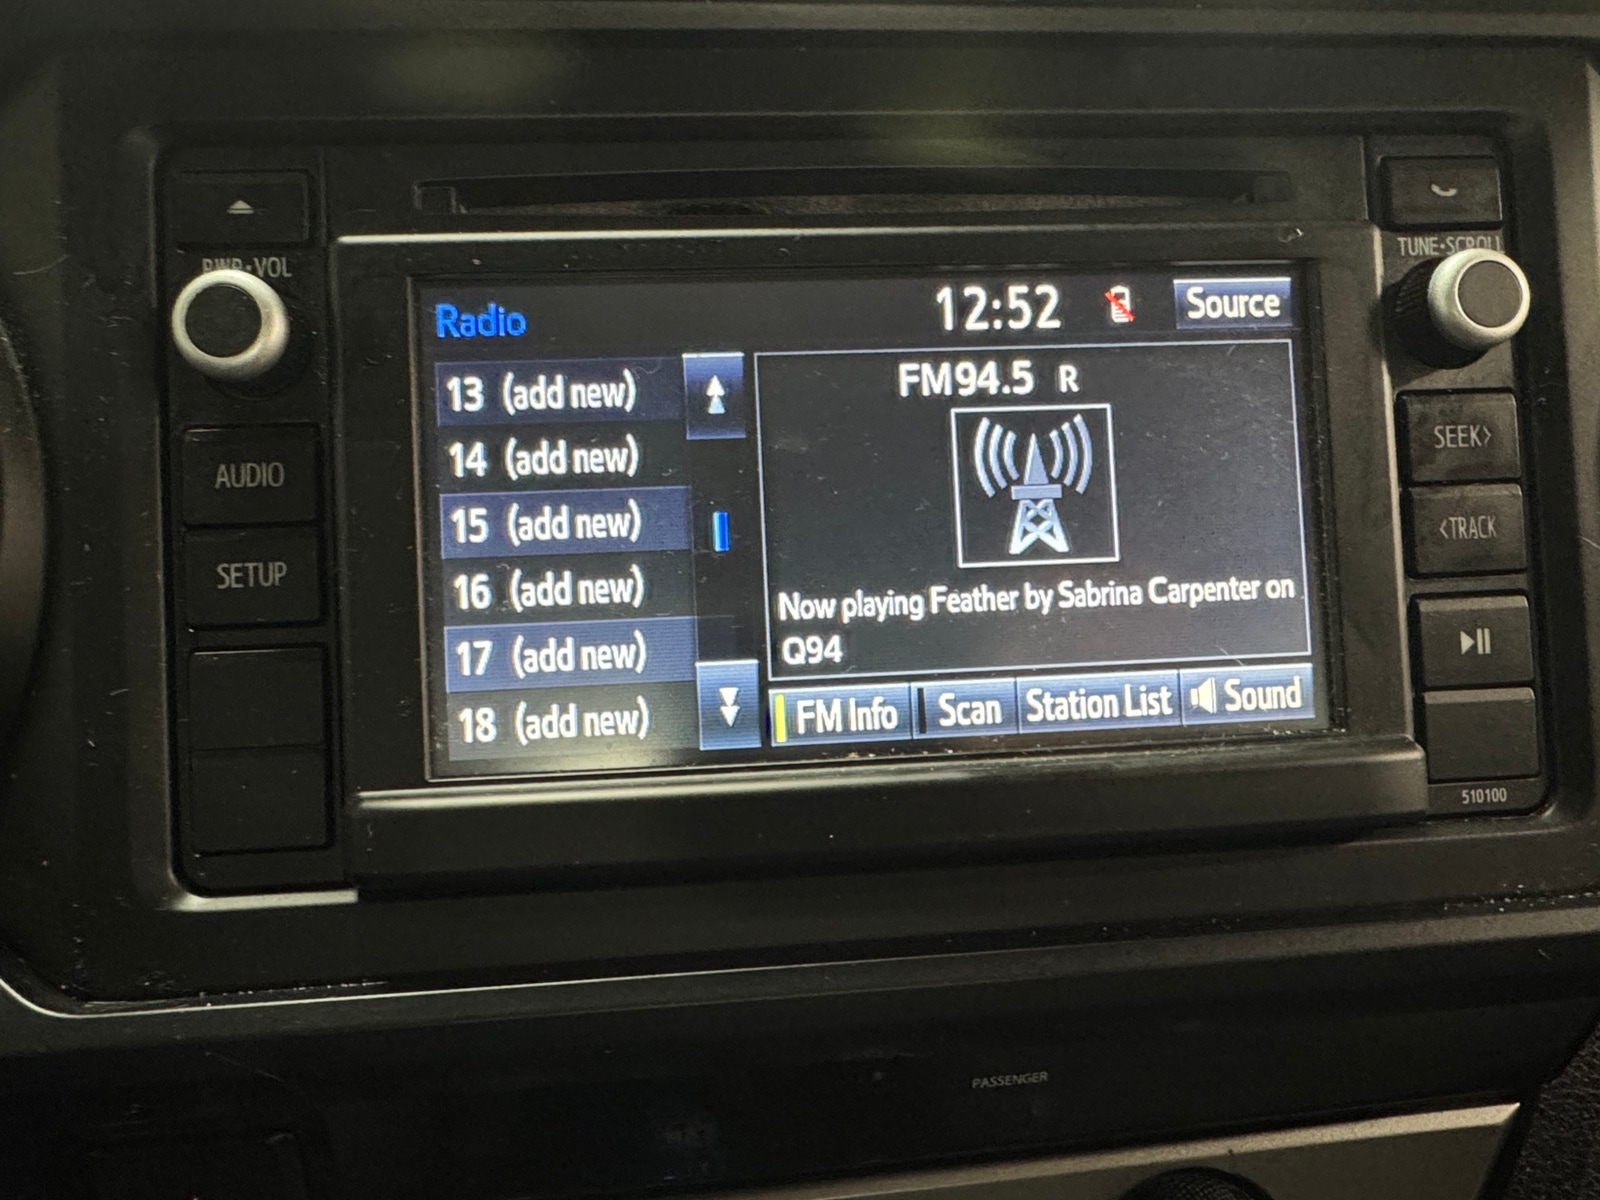 PWR•VOL
TUNE•SCROLL
AUDIO
SETUP
SEEK>
<TRACK
510100
Radio
12:52
Source
13 (add new)
14 (add new)
15 (add new)
16 (add new)
17 (add new)
18 (add new)
FM94.5 R
Now playing Feather by Sabrina Carpenter on
Q94
FM Info
Scan
Station List
Sound
PASSENGER